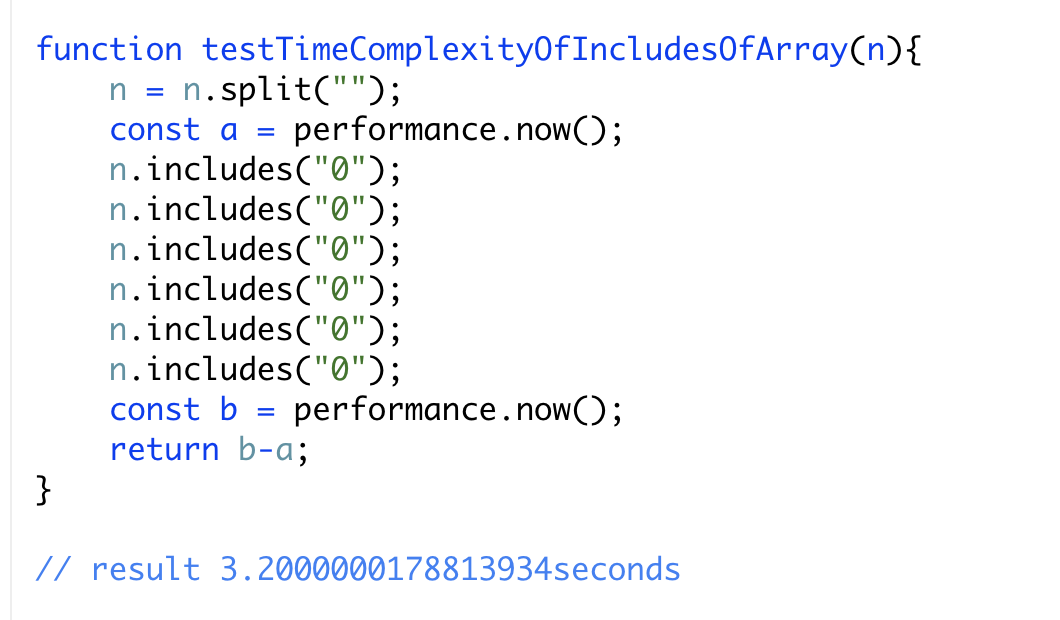 function testTimeComplexityOfIncludesOfArray(n){
    n = n.split("");
    const a = performance.now();
    n.includes("0");
    n.includes("0");
    n.includes("0");
    n.includes("0");
    n.includes("0");
    n.includes("0");
    const b = performance.now();
    return b-a;
}

// result 3.2000000178813934seconds